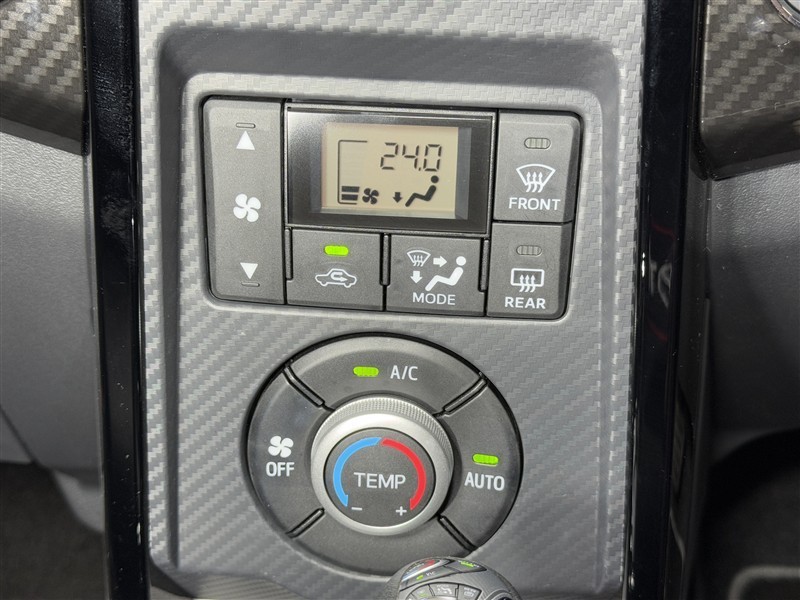 24.0
FRONT
MODE
REAR
A/C
OFF
AUTO
TEMP
− +